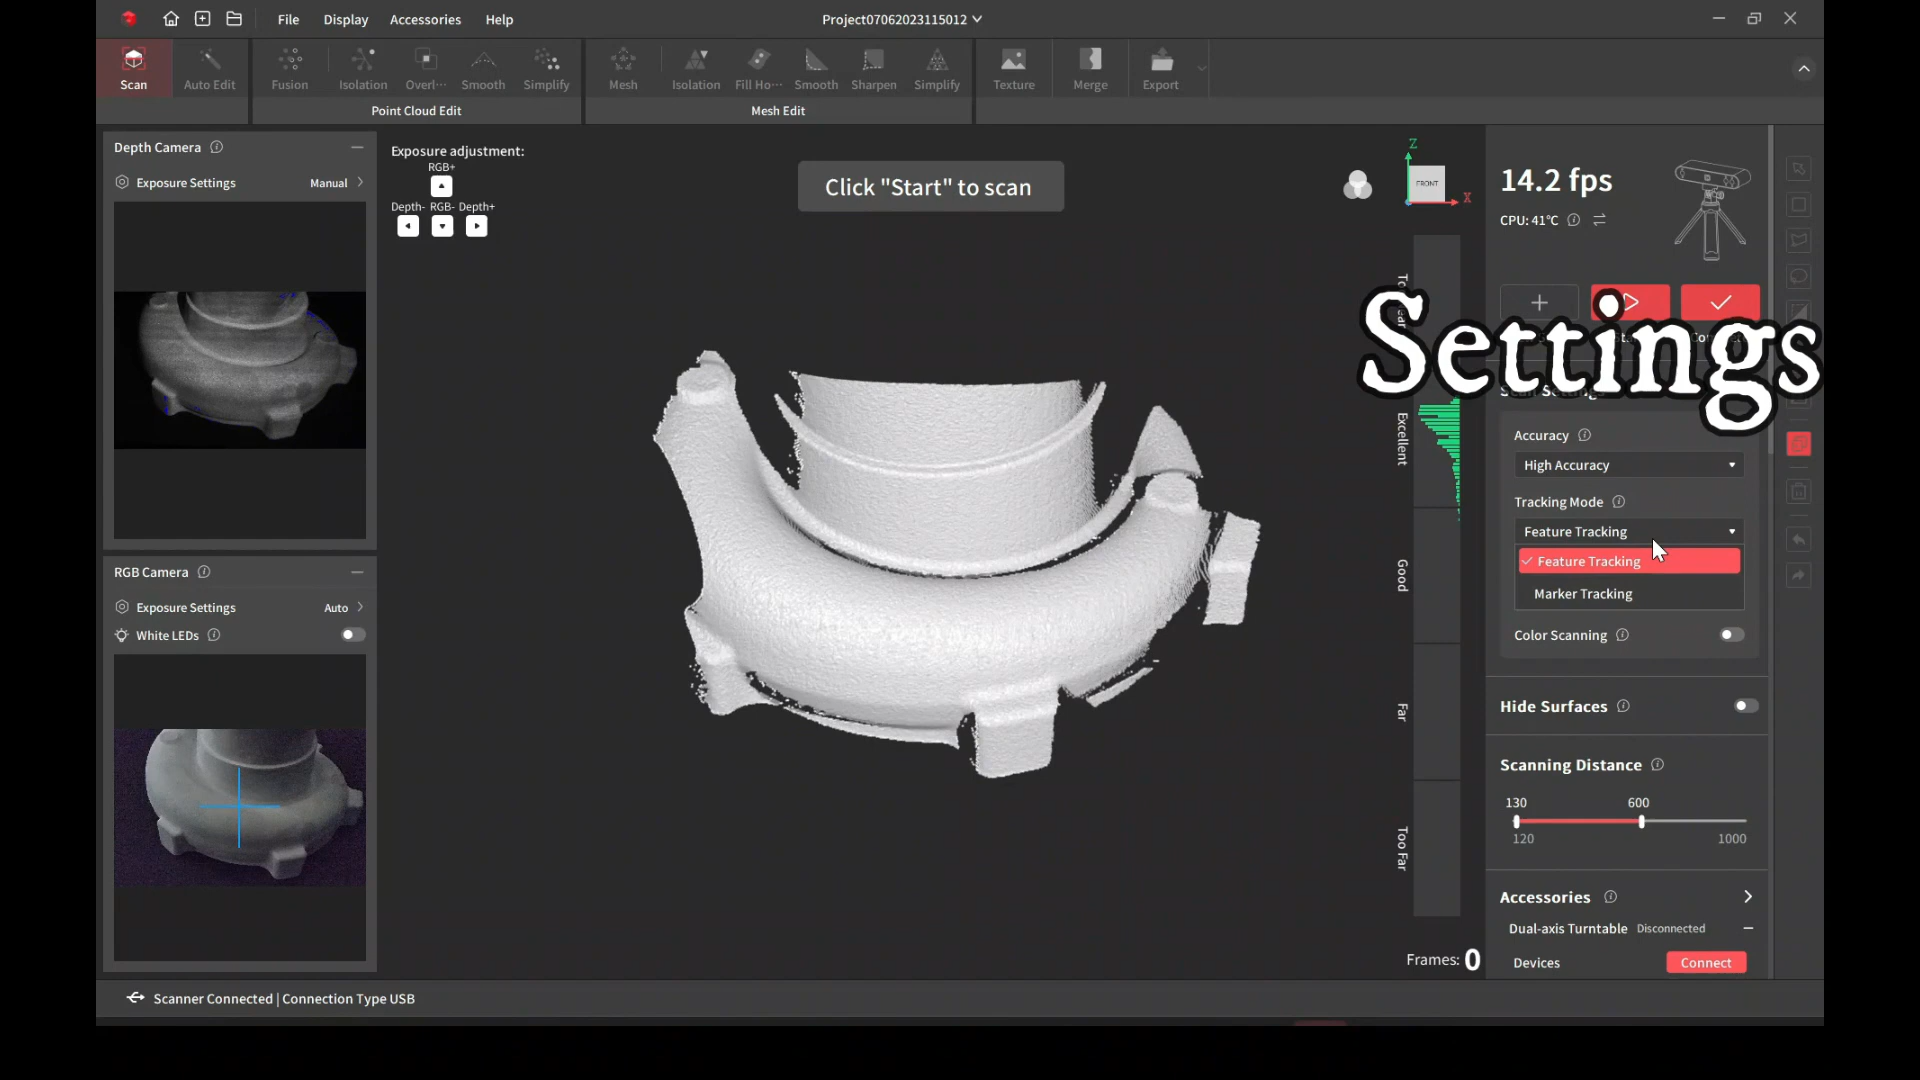 File Display Accessories Help
Project07062023115012
Scan
Auto Edit
Fusion
Isolation
Overl···
Smooth
Simplify
Point Cloud Edit
Mesh
Isolation
Fill Ho···
Smooth
Sharpen
Simplify
Mesh Edit
Texture
Merge
Export
Depth Camera
Exposure Settings
Manual
Exposure adjustment:
RGB+
Depth- RGB- Depth+
Click "Start" to scan
Z
FRONT
X
14.2 fps
CPU: 41℃
Settings
Excellent
Good
Far
Too Far
Accuracy
High Accuracy
Tracking Mode
Feature Tracking
Feature Tracking
Marker Tracking
Color Scanning
Hide Surfaces
Scanning Distance
130 600
120 1000
Accessories
Dual-axis Turntable Disconnected
Devices Connect
Frames: 0
RGB Camera
Exposure Settings
Auto
White LEDs
Scanner Connected | Connection Type USB